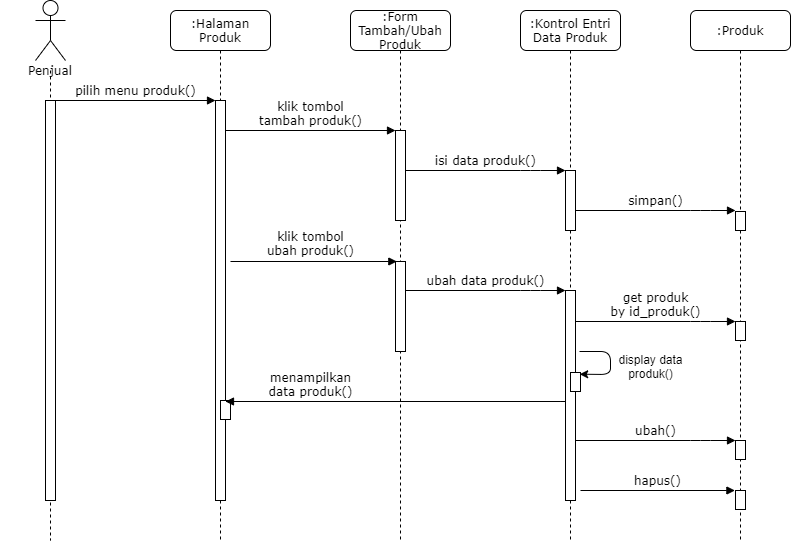 :Halaman
Produk
:Form
Tambah/Ubah
Produk
:Kontrol Entri
Data Produk
:Produk
Penjual
pilih menu produk()
klik tombol
tambah produk()
isi data produk()
simpan()
klik tombol
ubah produk()
ubah data produk()
get produk
by id_produk()
display data
produk()
menampilkan
data produk()
ubah()
hapus()